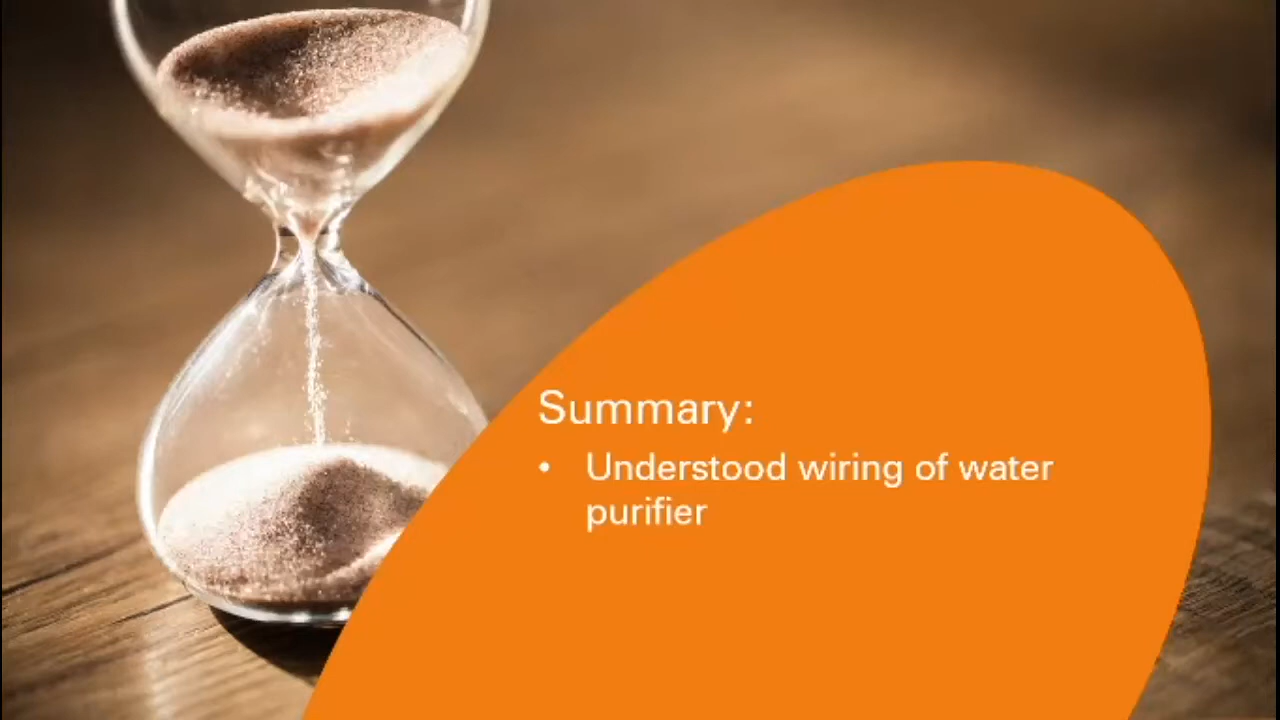 Summary:
• Understood wiring of water
purifier